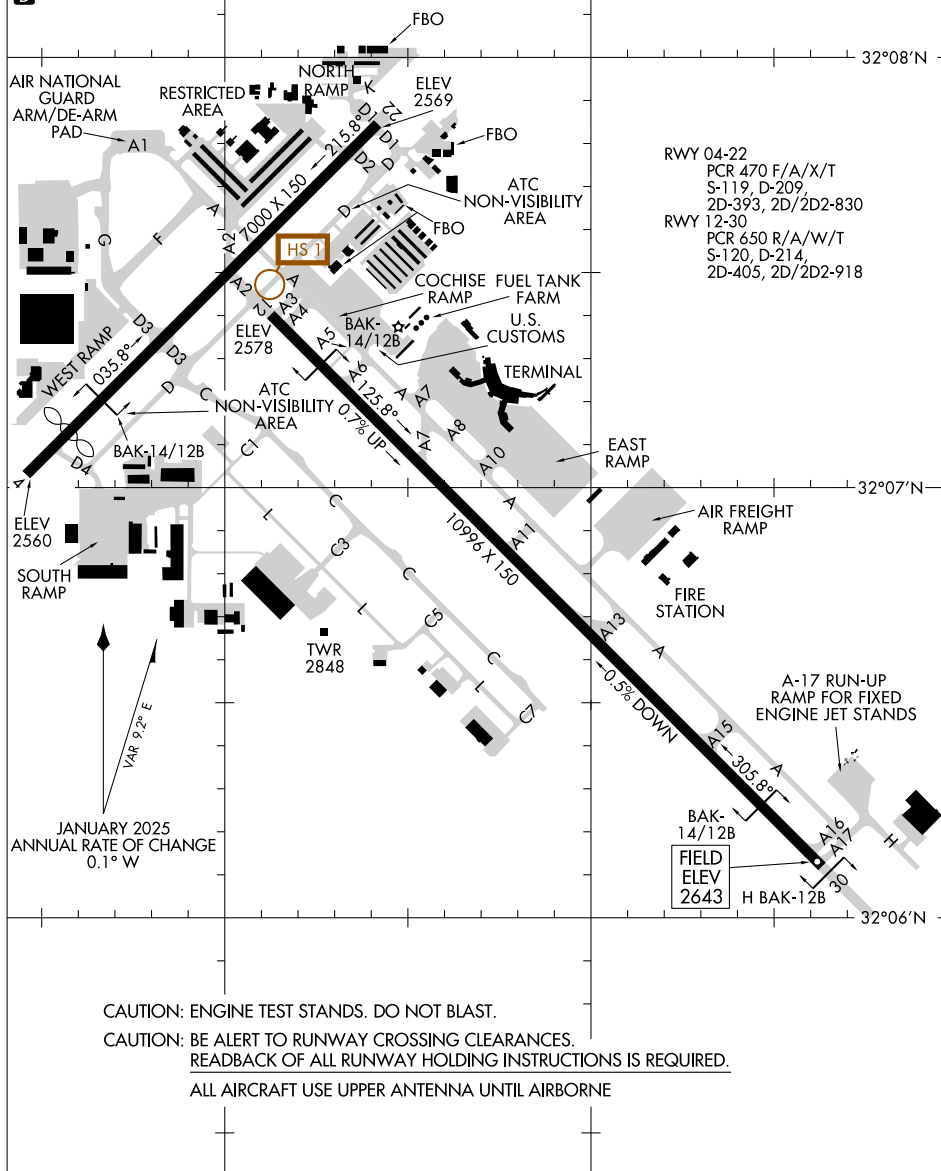 D
FBO
32°08'N
AIR NATIONAL
GUARD
ARM/DE-ARM
PAD
RESTRICTED
AREA
NORTH
RAMP
K
ELEV
2569
22
D1
D1
D
D2
215.8°
FBO
A1
RWY 04-22
PCR 470 F/A/X/T
S-119, D-209,
2D-393, 2D/2D2-830
RWY 12-30
PCR 650 R/A/W/T
S-120, D-214,
2D-405, 2D/2D2-918
ATC
NON-VISIBILITY
AREA
7000 X 150
A
D
FBO
G
F
A2
HS 1
A2
A
12
A3
A4
COCHISE
RAMP
FUEL TANK
FARM
ELEV
2578
BAK-
14/12B
U.S.
CUSTOMS
D3
D3
A5
A6
WEST RAMP
035.8°
TERMINAL
D
C
ATC
NON-VISIBILITY
AREA
125.8°
0.7% UP
A
A7
A7
A8
BAK-14/12B
C1
D4
A10
EAST
RAMP
4
32°07'N
ELEV
2560
L
C
A
AIR FREIGHT
RAMP
10996 X 150
A11
C3
SOUTH
RAMP
C
FIRE
STATION
L
C5
A13
TWR
2848
A
C
L
0.5% DOWN
A-17 RUN-UP
RAMP FOR FIXED
ENGINE JET STANDS
C7
VAR 9.2° E
A15
305.8°
A
BAK-
14/12B
A16
A17
H
JANUARY 2025
ANNUAL RATE OF CHANGE
0.1° W
FIELD
ELEV
2643
30
H BAK-12B
32°06'N
CAUTION: ENGINE TEST STANDS. DO NOT BLAST.
CAUTION: BE ALERT TO RUNWAY CROSSING CLEARANCES.
READBACK OF ALL RUNWAY HOLDING INSTRUCTIONS IS REQUIRED.
ALL AIRCRAFT USE UPPER ANTENNA UNTIL AIRBORNE